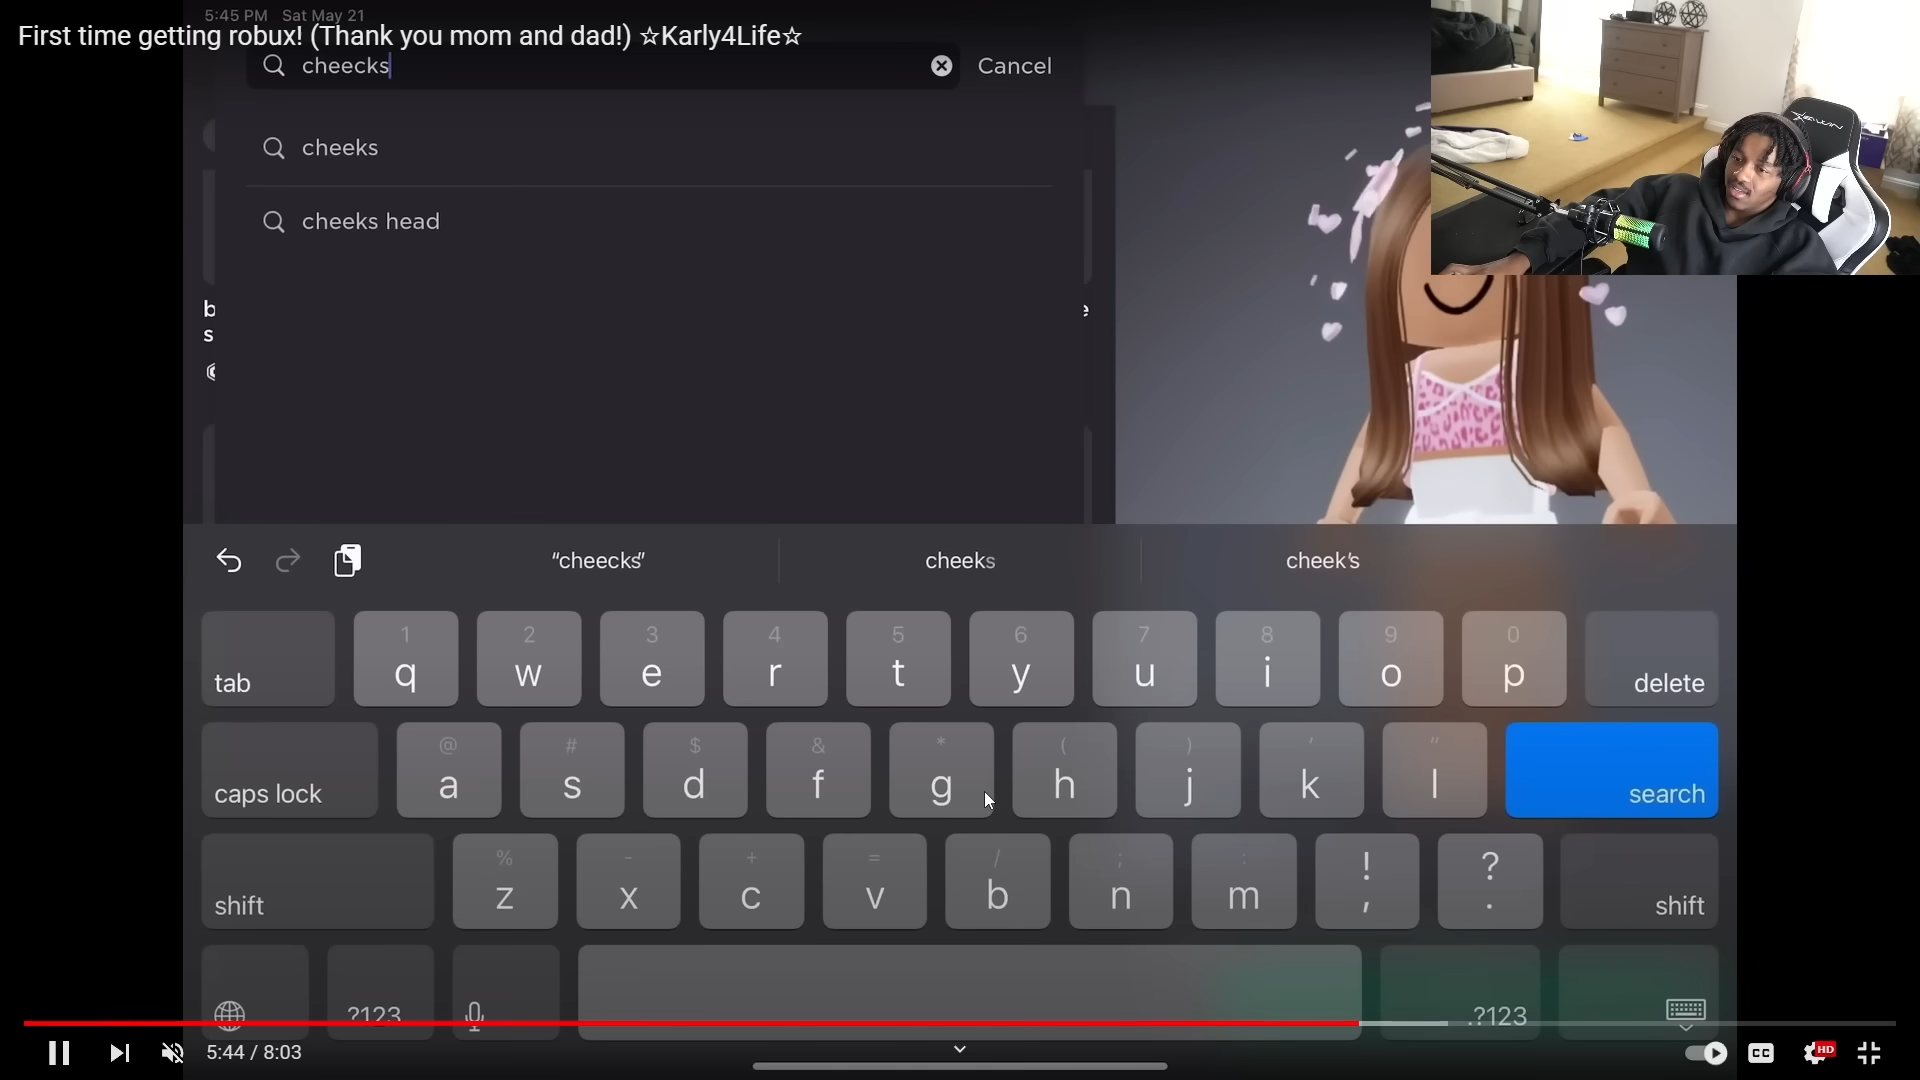 5:45 PM Sat May 21
First time getting robux! (Thank you mom and dad!) ☆Karly4Life☆
cheecks
Cancel
cheeks
cheeks head
b
e
s
"cheecks" cheeks cheek's
1 2 3 4 5 6 7 8 9 0
tab q w e r t y u i o p delete
@ # $ & * ( ) ' "
caps lock a s d f g h j k l search
% - + = / ; : ! ?
shift z x c v b n m , . shift
?123 .?123
5:44 / 8:03
CC HD